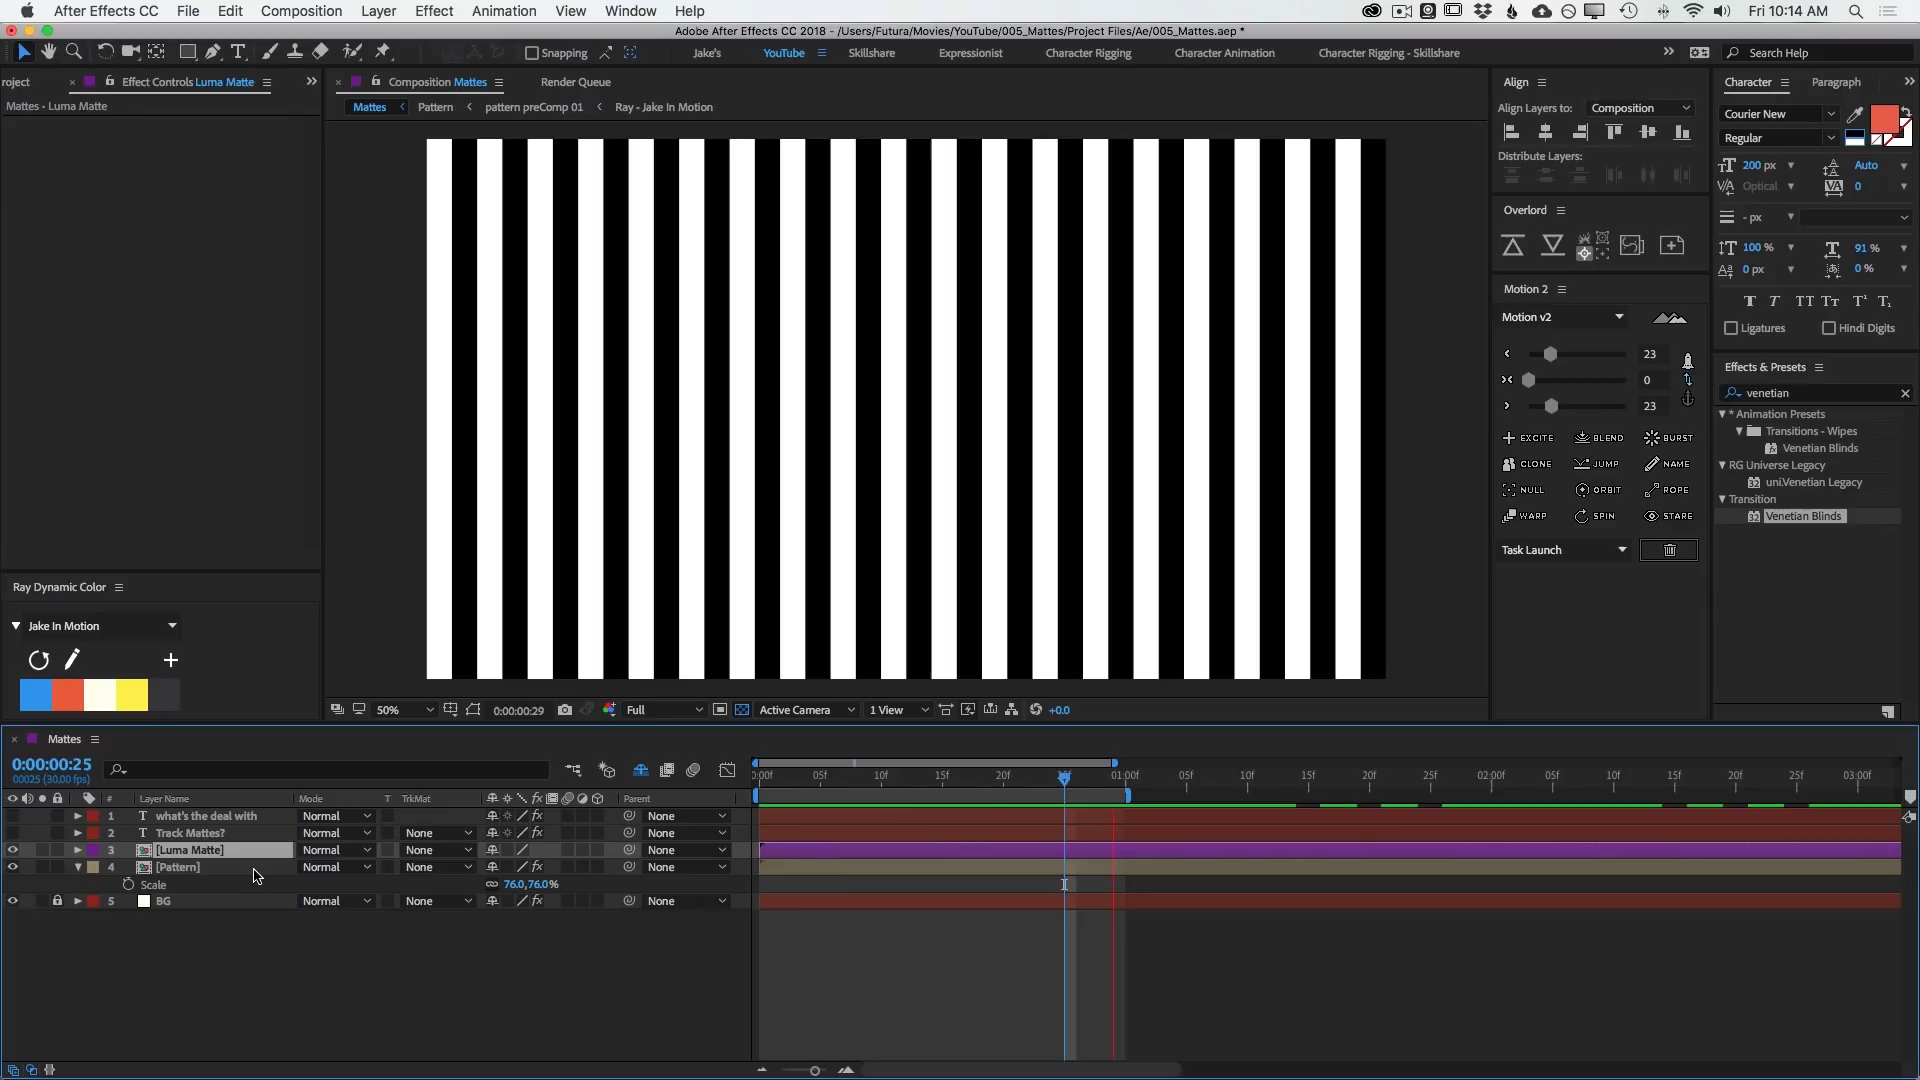 After Effects CC File Edit Composition Layer Effect Animation View Window Help Fri 10:14 AM
Adobe After Effects CC 2018 - /Users/Futura/Movies/YouTube/005_Mattes/Project Files/Ae/005_Mattes.aep *
Snapping Jake's YouTube Skillshare Expressionist Character Rigging Character Animation Character Rigging - Skillshare Search Help
roject Effect Controls Luma Matte Composition Mattes Render Queue
Mattes - Luma Matte
Mattes Pattern pattern preComp 01 Ray - Jake In Motion
Align
Align Layers to: Composition
Distribute Layers:
Overlord
Motion 2
Motion v2
23
0
23
EXCITE BLEND BURST
CLONE JUMP NAME
NULL ORBIT ROPE
WARP SPIN STARE
Task Launch
Character Paragraph
Courier New
Regular
200 px Auto
Optical 0
- px
100 % 91 %
0 px 0 %
Ligatures Hindi Digits
Effects & Presets
venetian
* Animation Presets
Transitions - Wipes
Venetian Blinds
RG Universe Legacy
uni.Venetian Legacy
Transition
Venetian Blinds
Ray Dynamic Color
Jake In Motion
50% 0:00:00:29 Full Active Camera 1 View +0.0
Mattes
0:00:00:25
00025 (30.00 fps)
0:00f 05f 10f 15f 20f 01:00f 05f 10f 15f 20f 25f 02:00f 05f 10f 15f 20f 25f 03:00f
# Layer Name Mode T TrkMat Parent
1 T what's the deal with Normal None
2 T Track Mattes? Normal None None
3 [Luma Matte] Normal None None
4 [Pattern] Normal None None
Scale 76.0,76.0%
5 BG Normal None None